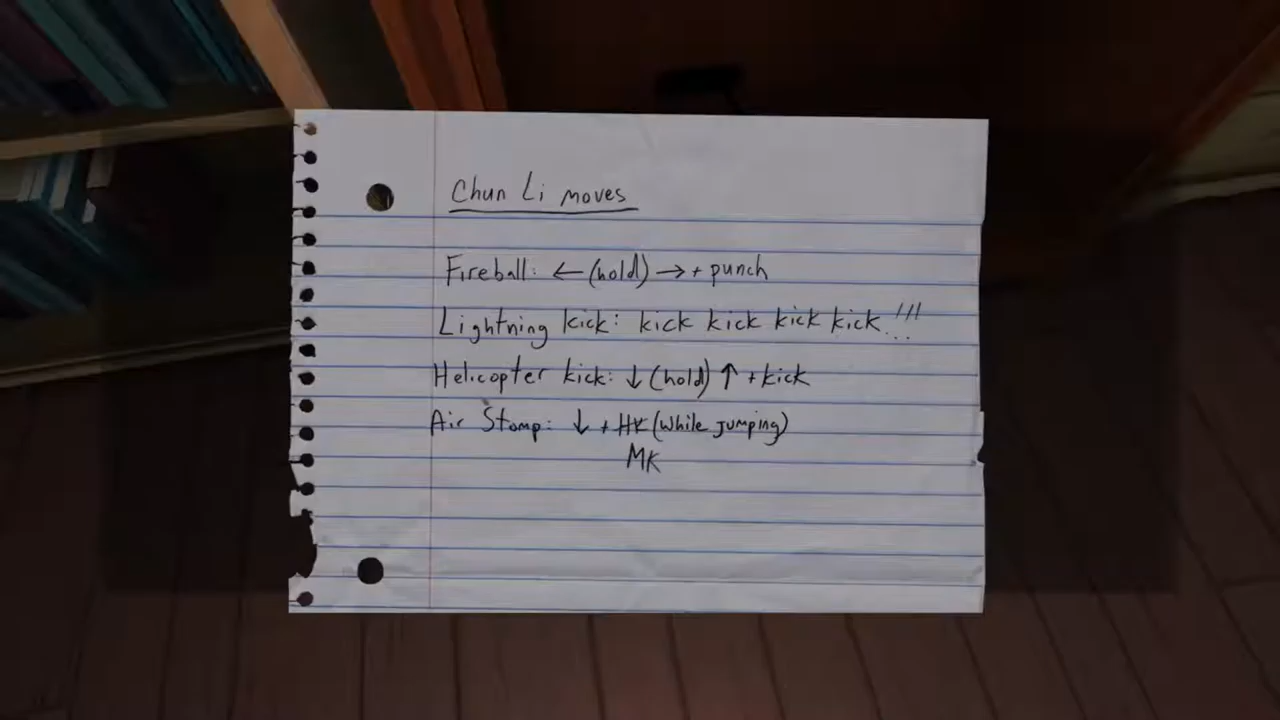 Chun Li moves
Fireball: ← (hold) → + punch
Lightning kick: kick kick kick kick!!!
Helicopter kick: ↓ (hold) ↑ + kick
Air Stomp: ↓ + HK (while jumping)
MK